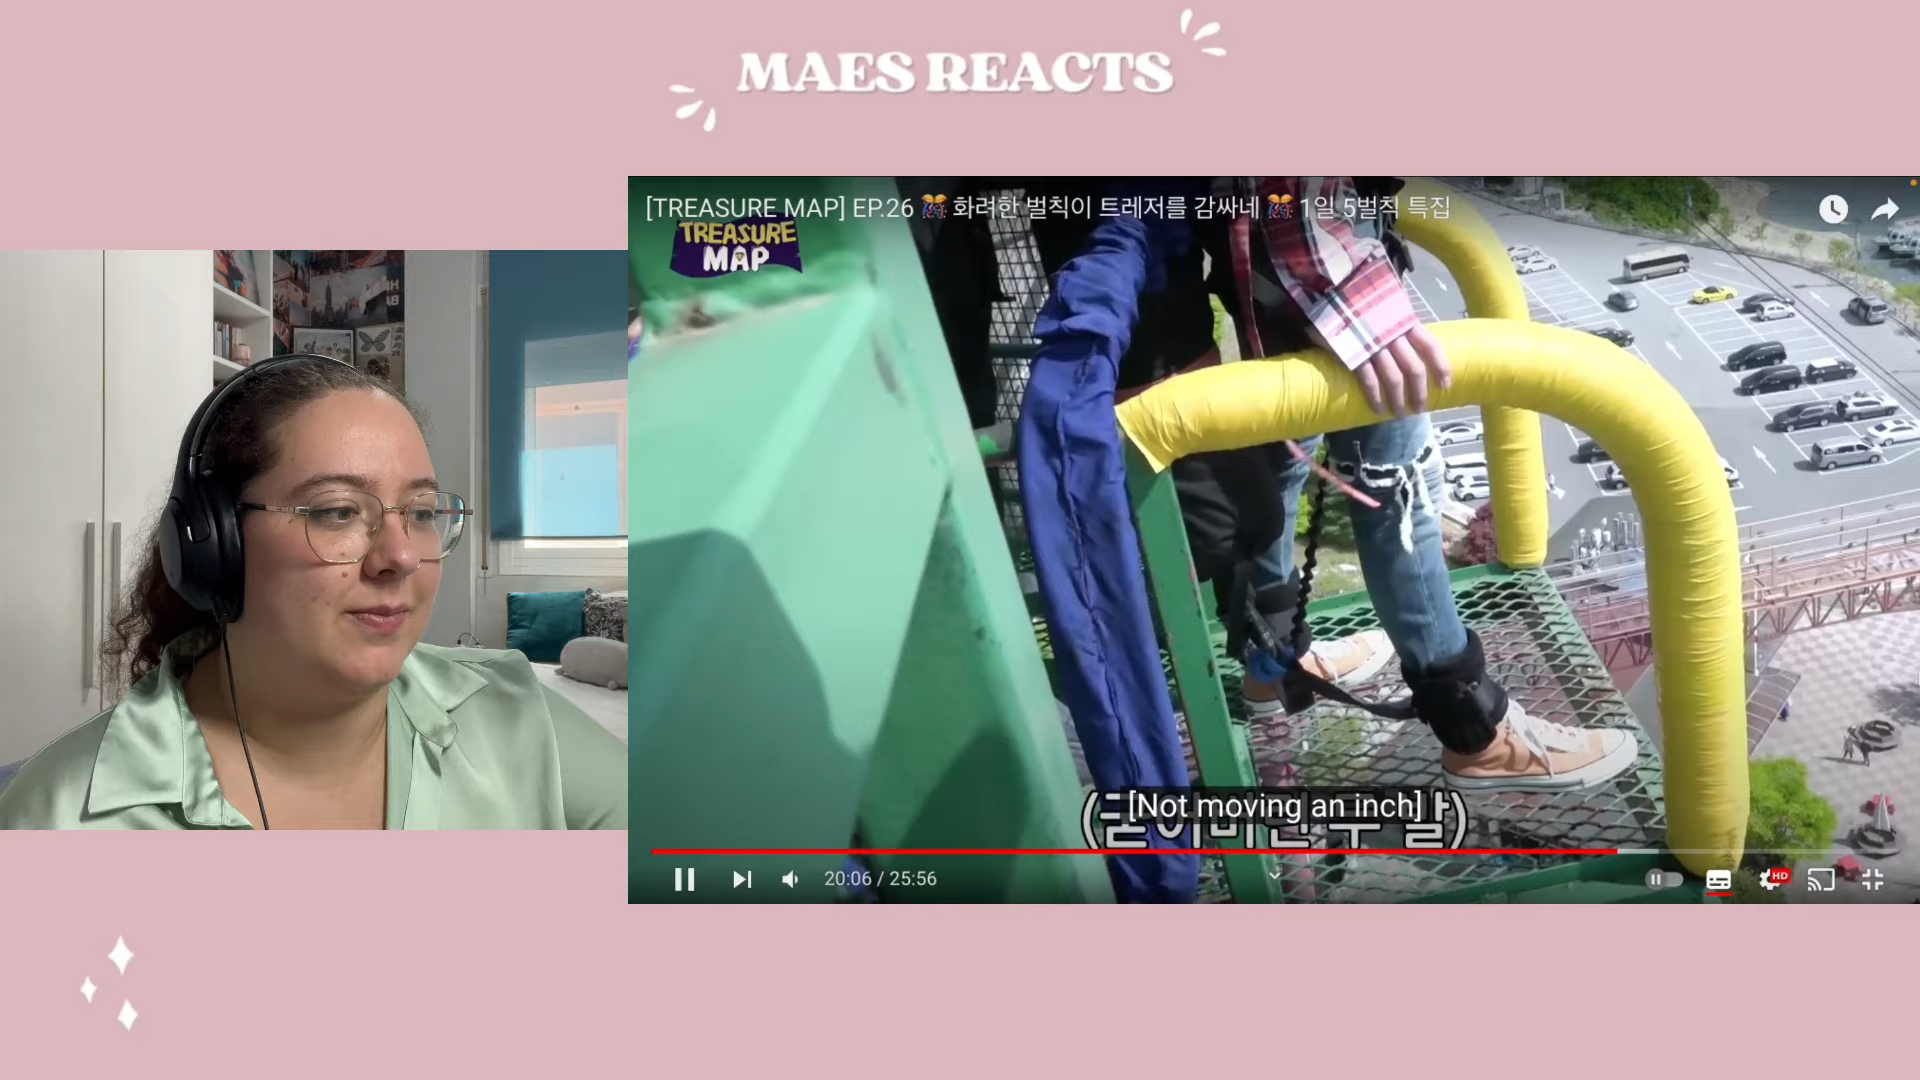 MAES REACTS
[TREASURE MAP] EP.26 🎊 화려한 벌칙이 트레저를 감싸네 🎊 1일 5벌칙 특집
TREASURE
MAP
[Not moving an inch]
20:06 / 25:56
HD